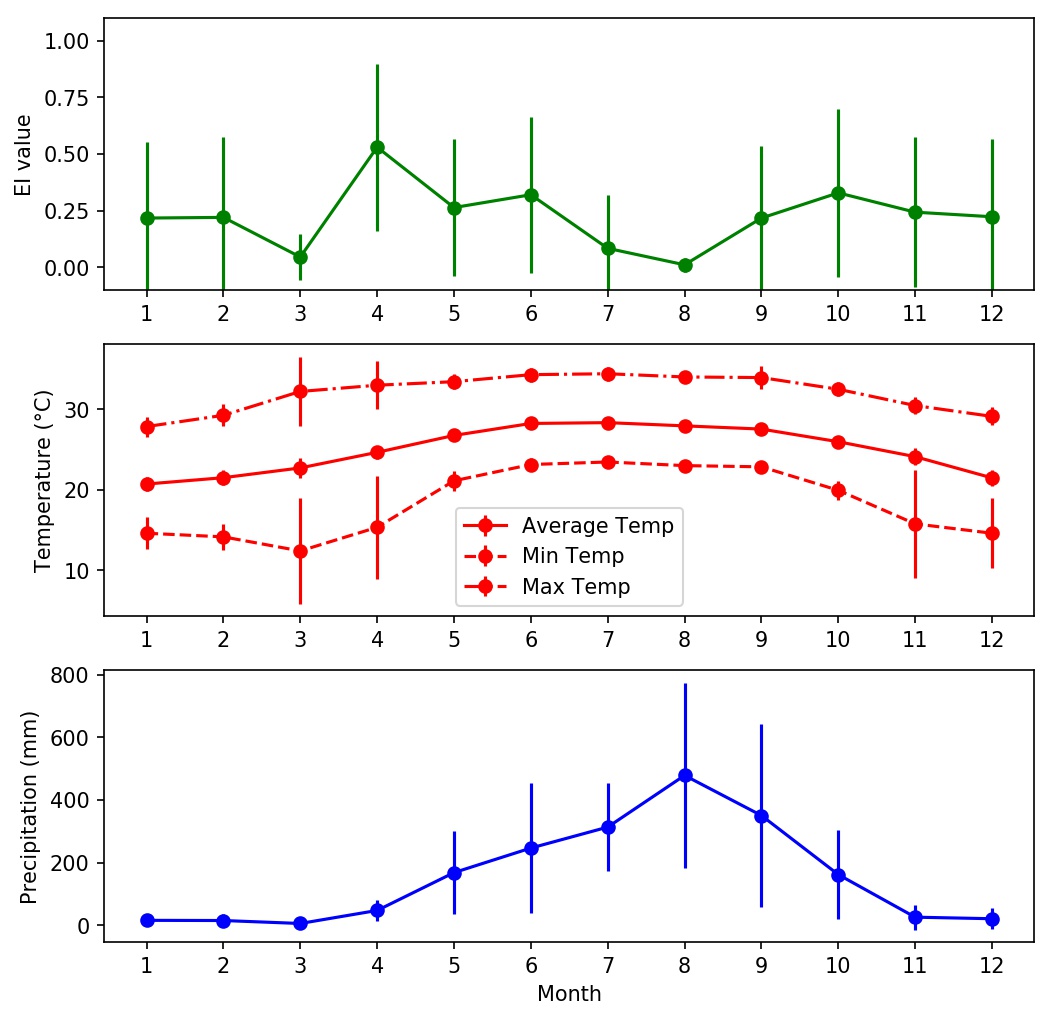 EI value
1.00
0.75
0.50
0.25
0.00
1 2 3 4 5 6 7 8 9 10 11 12
Temperature (°C)
30
20
10
Average Temp
Min Temp
Max Temp
1 2 3 4 5 6 7 8 9 10 11 12
Precipitation (mm)
800
600
400
200
0
1 2 3 4 5 6 7 8 9 10 11 12
Month